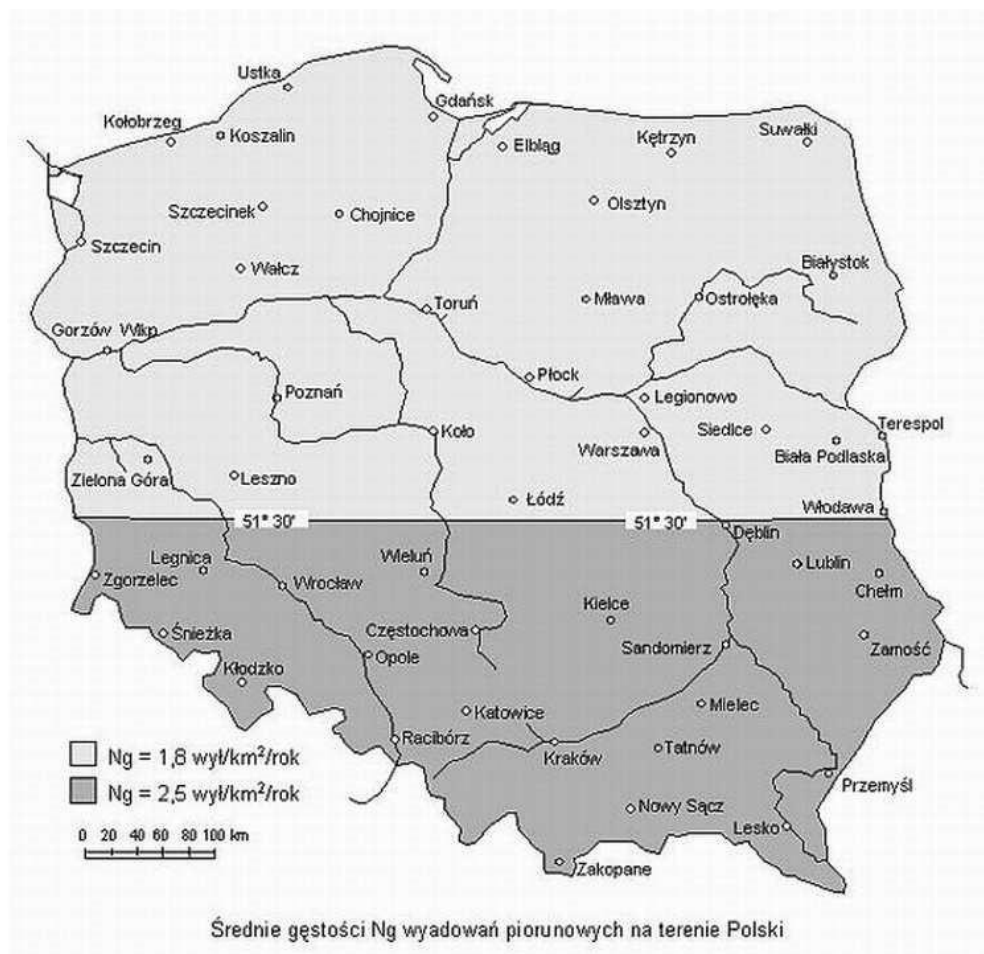 Ustka
Gdańsk
Kołobrzeg
Koszalin
Elbląg
Kętrzyn
Suwałki
Szczecinek
Chojnice
Olsztyn
Szczecin
Wałcz
Białystok
Toruń
Mława
Ostrołęka
Gorzów Wlkp
Poznań
Płock
Legionowo
Koło
Warszawa
Siedlce
Terespol
Biała Podlaska
Zielona Góra
Leszno
Łódź
Włodawa
51° 30'
51° 30'
Dęblin
Legnica
Zgorzelec
Wrocław
Wieluń
Lublin
Chełm
Kielce
Śnieżka
Częstochowa
Opole
Sandomierz
Zamość
Kłodzko
Katowice
Mielec
Racibórz
Kraków
Tatnów
Przemyśl
Nowy Sącz
Lesko
Zakopane
Ng = 1,8 wył/km²/rok
Ng = 2,5 wył/km²/rok
0 20 40 60 80 100 km
Średnie gęstości Ng wyadowań piorunowych na terenie Polski